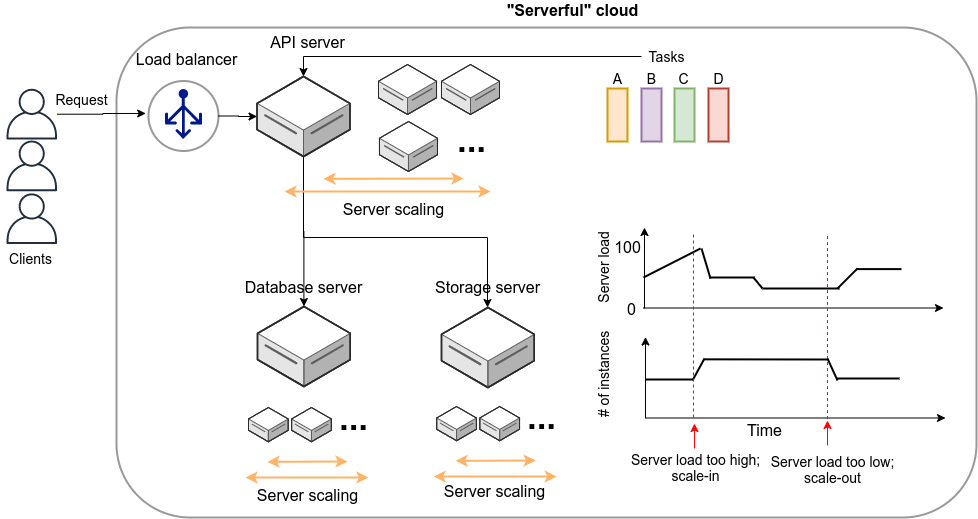 "Serverful" cloud
API server
Load balancer
Tasks
A B C D
Request
...
Server scaling
Clients
Database server
Storage server
... ...
Server scaling
Server scaling
Server load
100
0
# of instances
Time
Server load too high;
scale-in
Server load too low;
scale-out